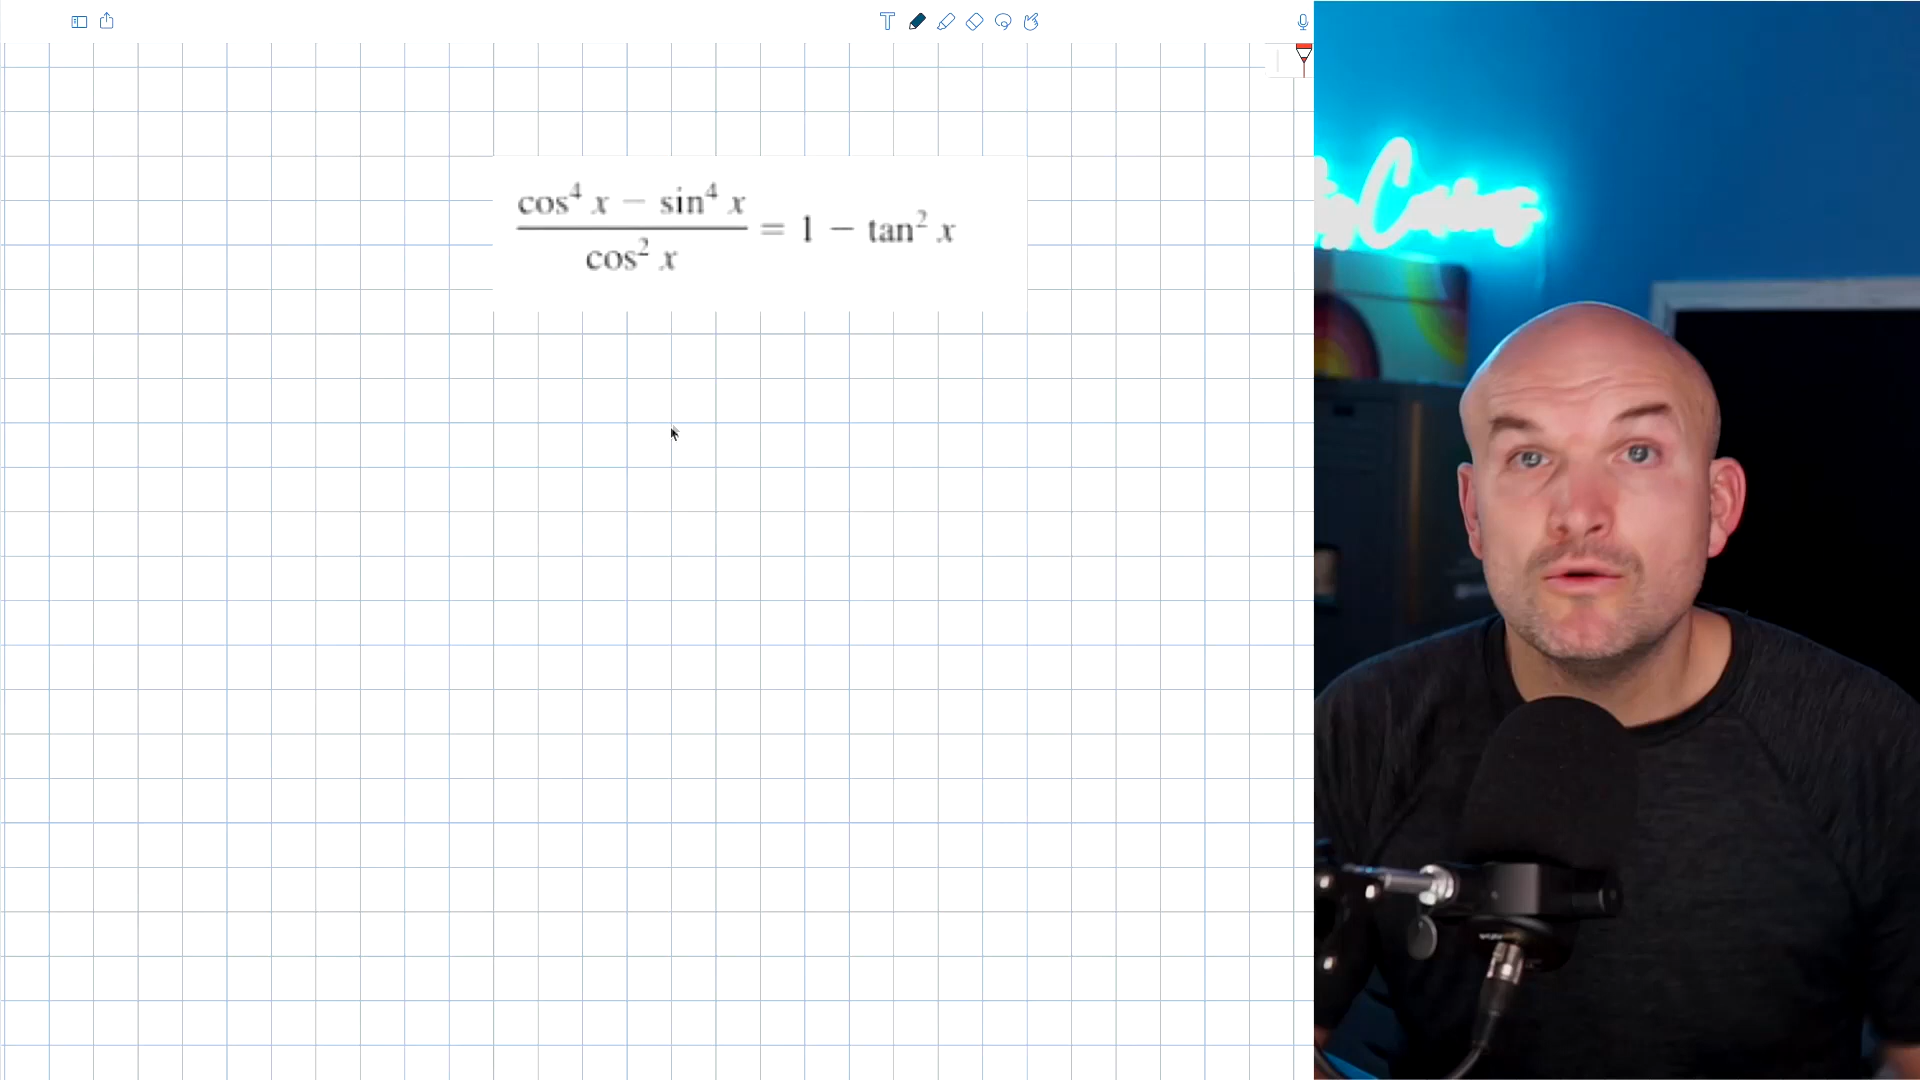 cos⁴ x − sin⁴ x
―――――――――
cos² x
= 1 − tan² x